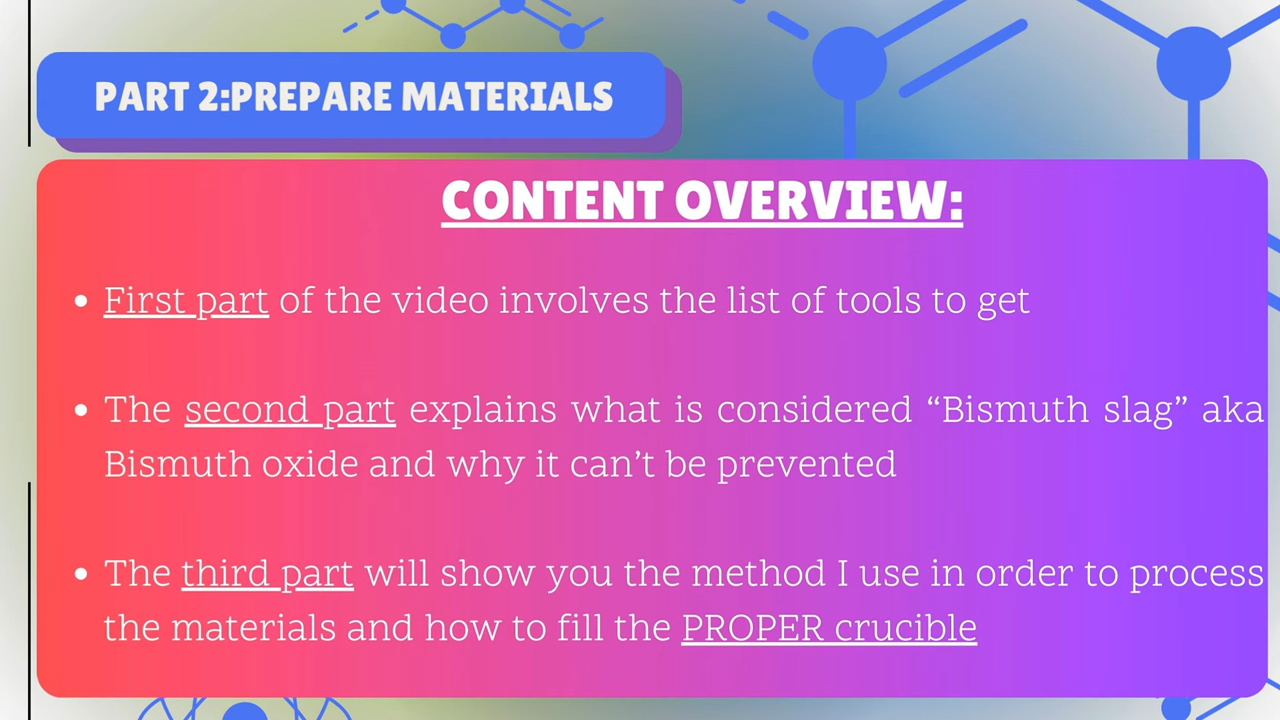 PART 2:PREPARE MATERIALS
CONTENT OVERVIEW:
First part of the video involves the list of tools to get
The second part explains what is considered “Bismuth slag” aka
Bismuth oxide and why it can’t be prevented
The third part will show you the method I use in order to process
the materials and how to fill the PROPER crucible